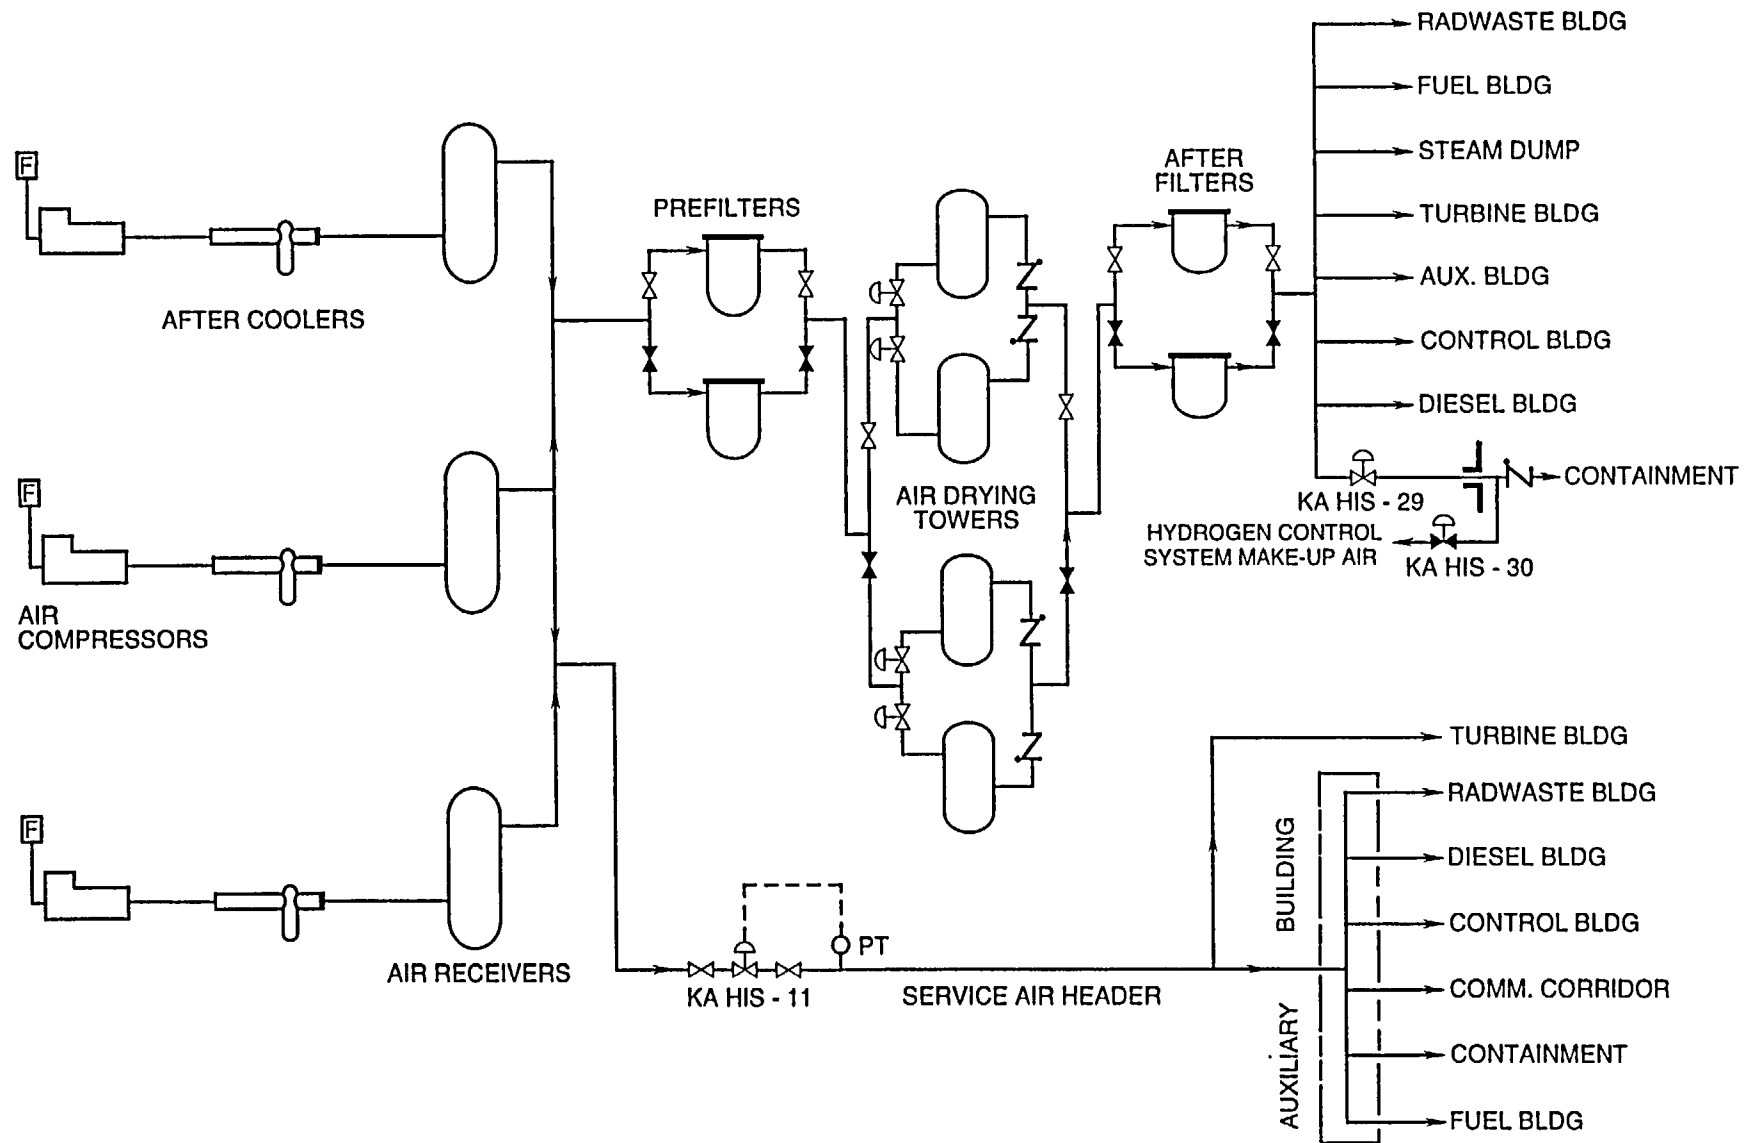 RADWASTE BLDG
FUEL BLDG
STEAM DUMP
TURBINE BLDG
AUX. BLDG
CONTROL BLDG
DIESEL BLDG
CONTAINMENT
KA HIS - 29
HYDROGEN CONTROL
SYSTEM MAKE-UP AIR
KA HIS - 30
AFTER
FILTERS
PREFILTERS
AIR DRYING
TOWERS
F
AFTER COOLERS
F
AIR
COMPRESSORS
F
AIR RECEIVERS
KA HIS - 11
PT
SERVICE AIR HEADER
AUXILIARY BUILDING
TURBINE BLDG
RADWASTE BLDG
DIESEL BLDG
CONTROL BLDG
COMM. CORRIDOR
CONTAINMENT
FUEL BLDG